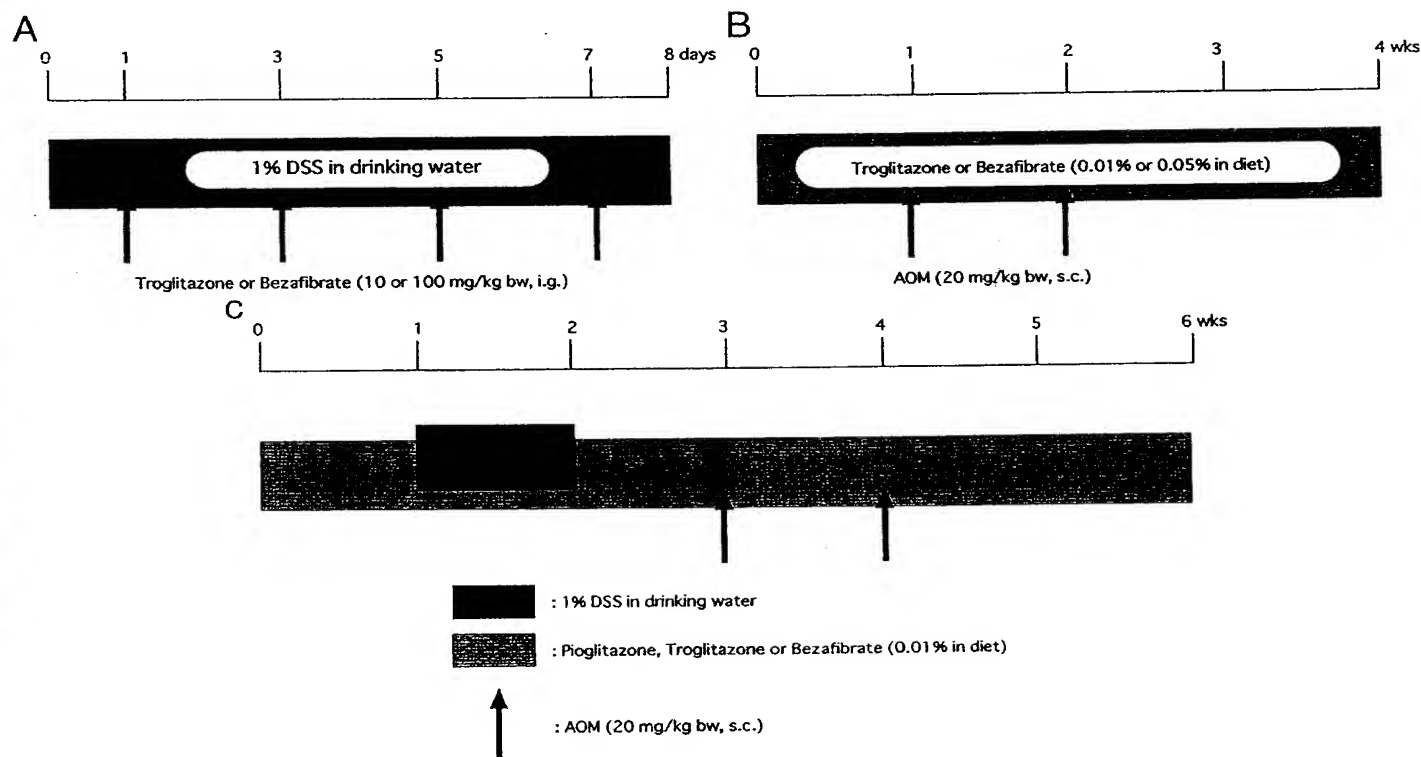 A
0 1 3 5 7 8 days
1% DSS in drinking water
Troglitazone or Bezafibrate (10 or 100 mg/kg bw, i.g.)
B
0 1 2 3 4 wks
Troglitazone or Bezafibrate (0.01% or 0.05% in diet)
AOM (20 mg/kg bw, s.c.)
C
0 1 2 3 4 5 6 wks
: 1% DSS in drinking water
: Pioglitazone, Troglitazone or Bezafibrate (0.01% in diet)
: AOM (20 mg/kg bw, s.c.)